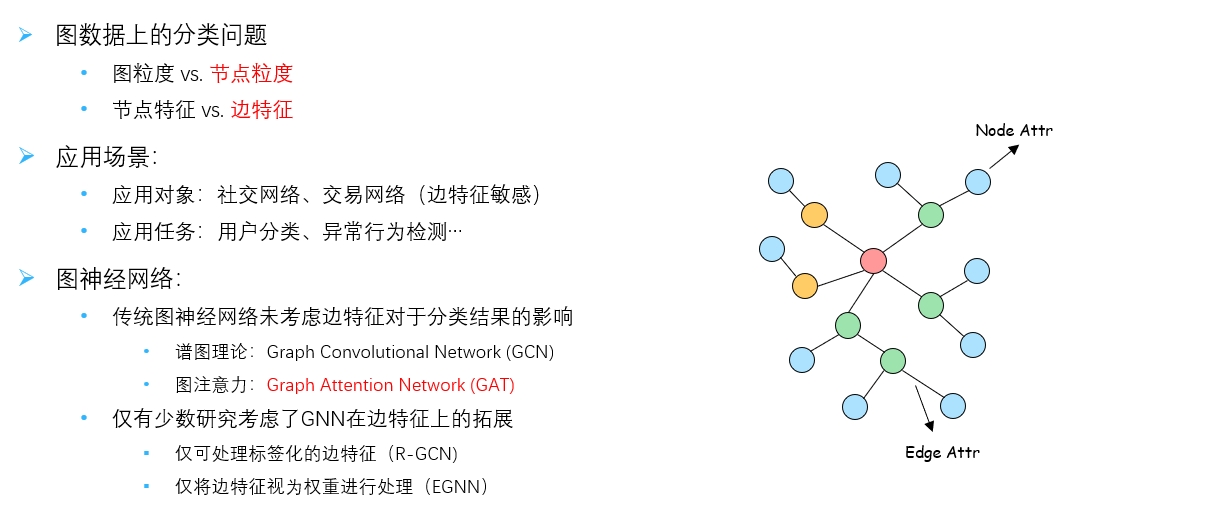 图数据上的分类问题
图粒度 vs. 节点粒度
节点特征 vs. 边特征
应用场景：
应用对象：社交网络、交易网络（边特征敏感）
应用任务：用户分类、异常行为检测…
图神经网络：
传统图神经网络未考虑边特征对于分类结果的影响
谱图理论：Graph Convolutional Network (GCN)
图注意力：Graph Attention Network (GAT)
仅有少数研究考虑了GNN在边特征上的拓展
仅可处理标签化的边特征（R-GCN)
仅将边特征视为权重进行处理（EGNN）
Node Attr
Edge Attr